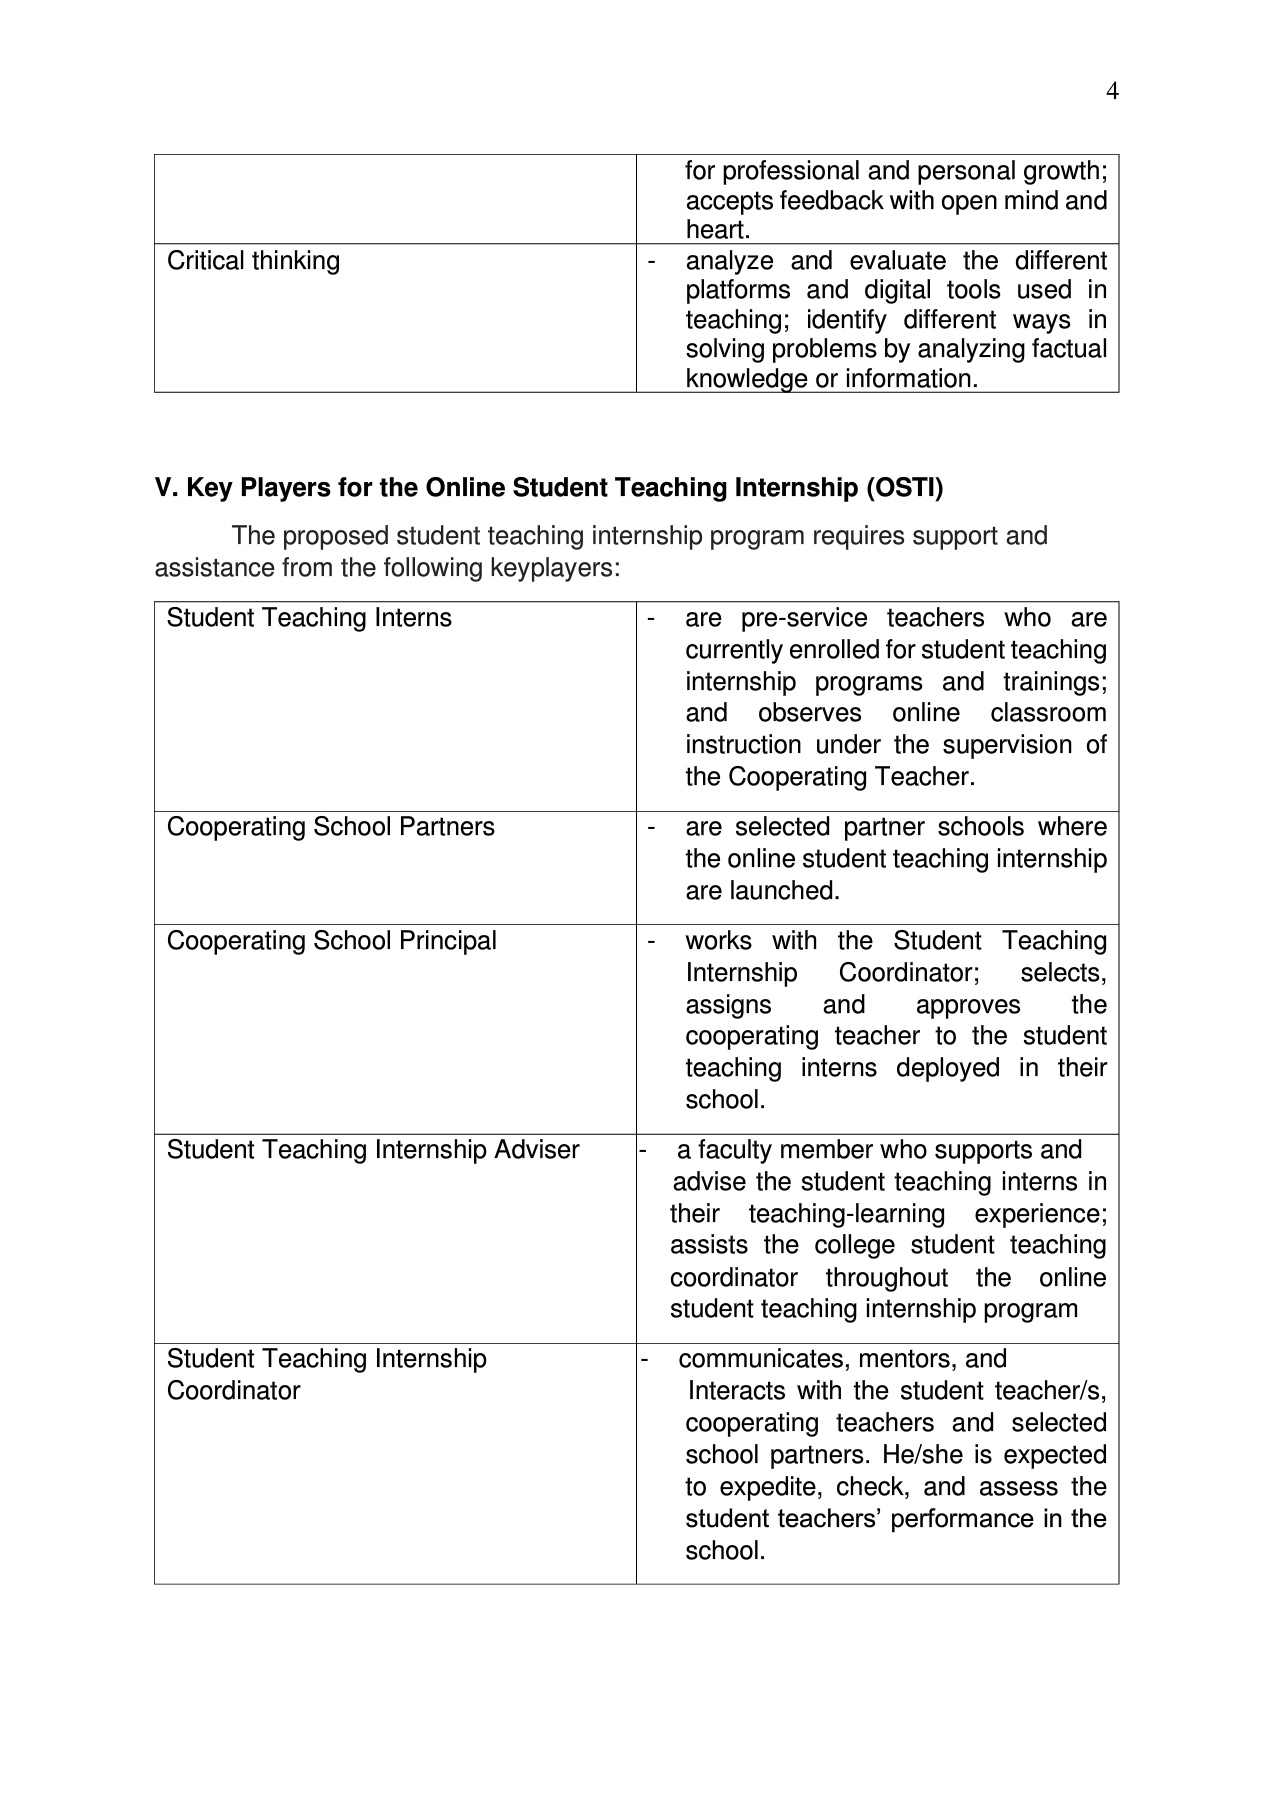 4
for professional and personal growth;
accepts feedback with open mind and
heart.
Critical thinking
- analyze and evaluate the different
platforms and digital tools used in
teaching; identify different ways in
solving problems by analyzing factual
knowledge or information.
V. Key Players for the Online Student Teaching Internship (OSTI)
The proposed student teaching internship program requires support and
assistance from the following keyplayers:
Student Teaching Interns
- are pre-service teachers who are
currently enrolled for student teaching
internship programs and trainings;
and observes online classroom
instruction under the supervision of
the Cooperating Teacher.
Cooperating School Partners
- are selected partner schools where
the online student teaching internship
are launched.
Cooperating School Principal
- works with the Student Teaching
Internship Coordinator; selects,
assigns and approves the
cooperating teacher to the student
teaching interns deployed in their
school.
Student Teaching Internship Adviser
- a faculty member who supports and
advise the student teaching interns in
their teaching-learning experience;
assists the college student teaching
coordinator throughout the online
student teaching internship program
Student Teaching Internship
Coordinator
- communicates, mentors, and
Interacts with the student teacher/s,
cooperating teachers and selected
school partners. He/she is expected
to expedite, check, and assess the
student teachers’ performance in the
school.